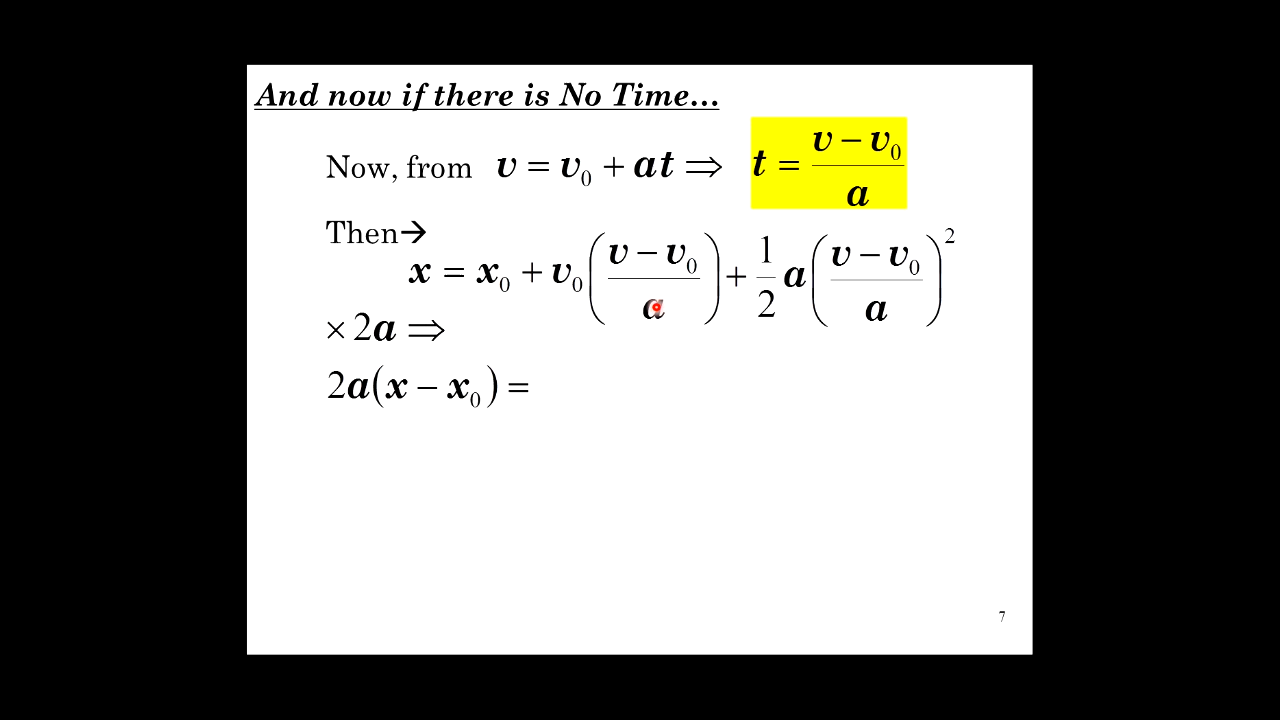 And now if there is No Time...
Now, from v = v₀ + at ⇒ t = (v − v₀)/a
Then→
x = x₀ + v₀((v − v₀)/a) + 1/2 a((v − v₀)/a)²
× 2a ⇒
2a(x − x₀) =
7